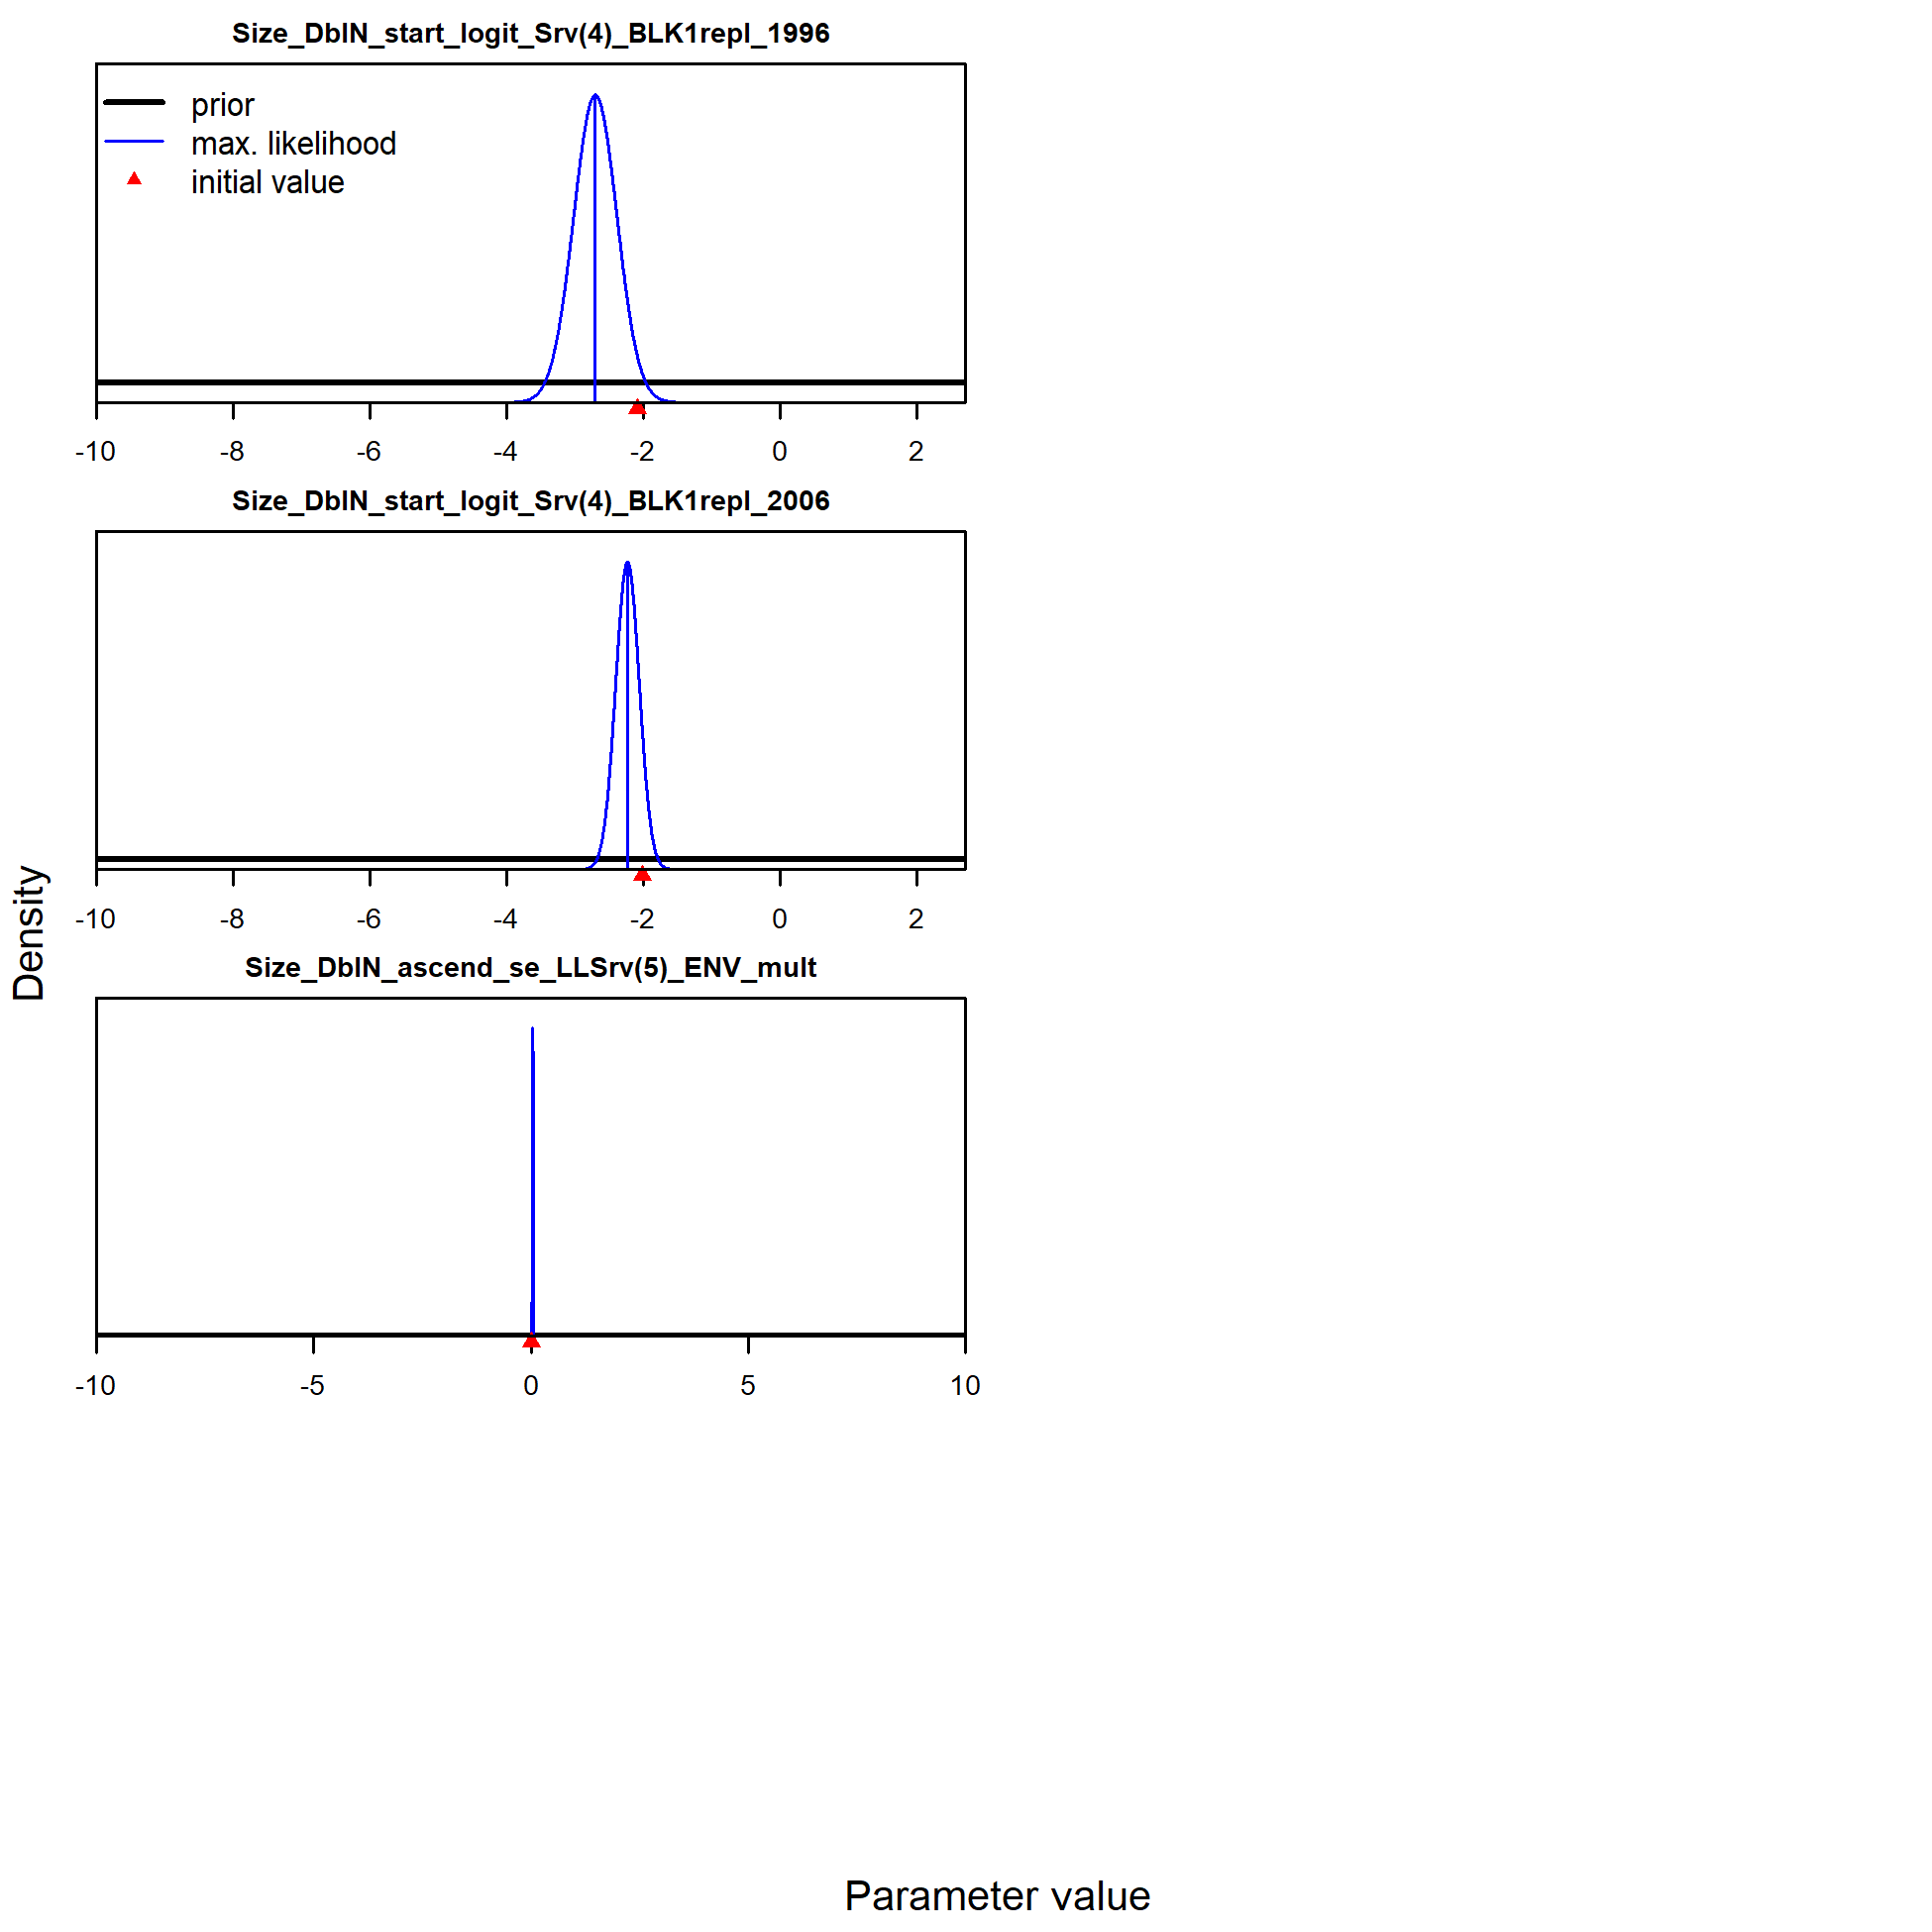 Size_DblN_start_logit_Srv(4)_BLK1repl_1996
prior
max. likelihood
initial value
-10 -8 -6 -4 -2 0 2
Size_DblN_start_logit_Srv(4)_BLK1repl_2006
-10 -8 -6 -4 -2 0 2
Size_DblN_ascend_se_LLSrv(5)_ENV_mult
-10 -5 0 5 10
Density
Parameter value